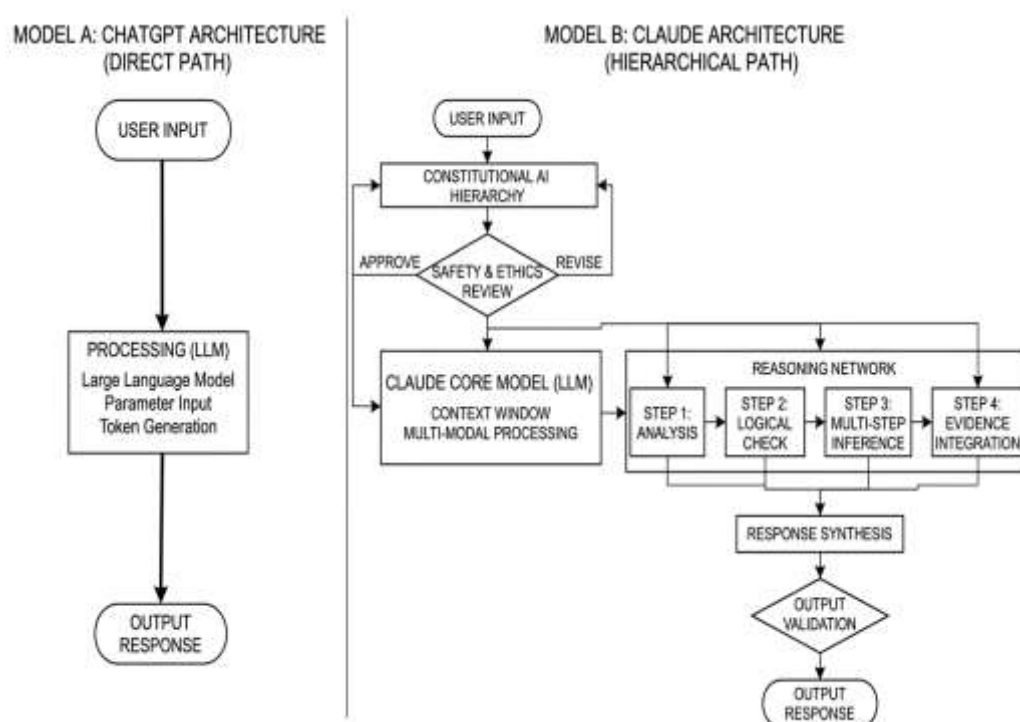 MODEL A: CHATGPT ARCHITECTURE
(DIRECT PATH)
USER INPUT
PROCESSING (LLM)
Large Language Model
Parameter Input
Token Generation
OUTPUT
RESPONSE
MODEL B: CLAUDE ARCHITECTURE
(HIERARCHICAL PATH)
USER INPUT
CONSTITUTIONAL AI
HIERARCHY
APPROVE
SAFETY & ETHICS
REVIEW
REVISE
CLAUDE CORE MODEL (LLM)
CONTEXT WINDOW
MULTI-MODAL PROCESSING
REASONING NETWORK
STEP 1:
ANALYSIS
STEP 2:
LOGICAL
CHECK
STEP 3:
MULTI-STEP
INFERENCE
STEP 4:
EVIDENCE
INTEGRATION
RESPONSE SYNTHESIS
OUTPUT
VALIDATION
OUTPUT
RESPONSE